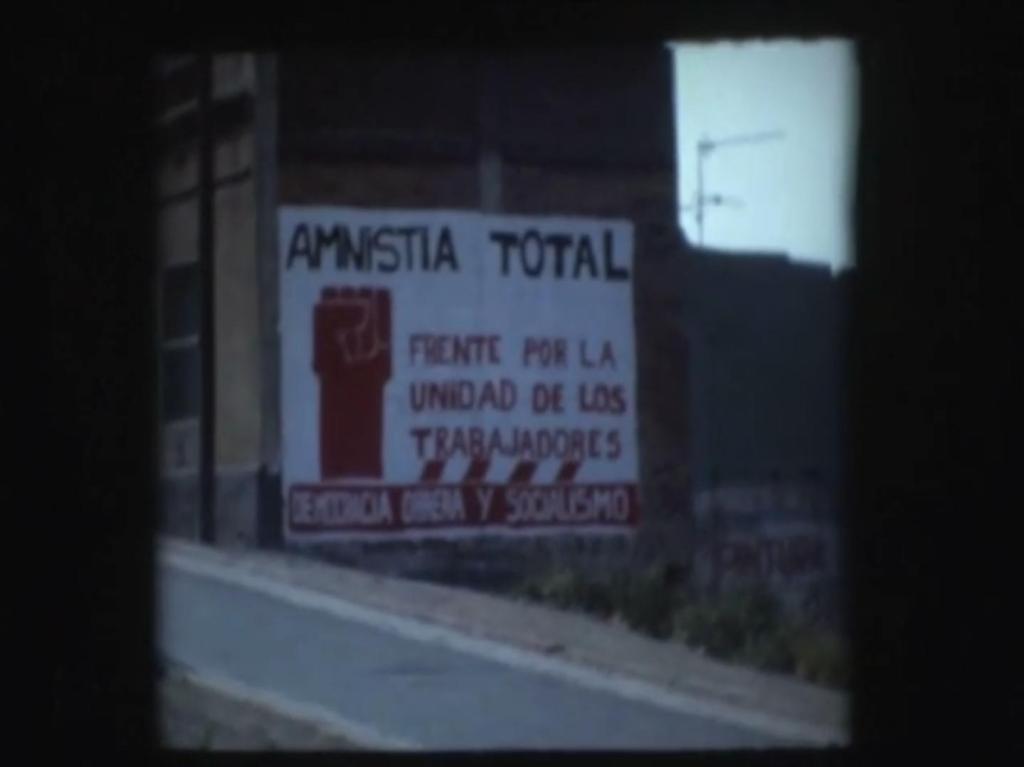 AMNISTIA TOTAL
FRENTE POR LA
UNIDAD DE LOS
TRABAJADORES
DEMOCRACIA OBRERA Y SOCIALISMO